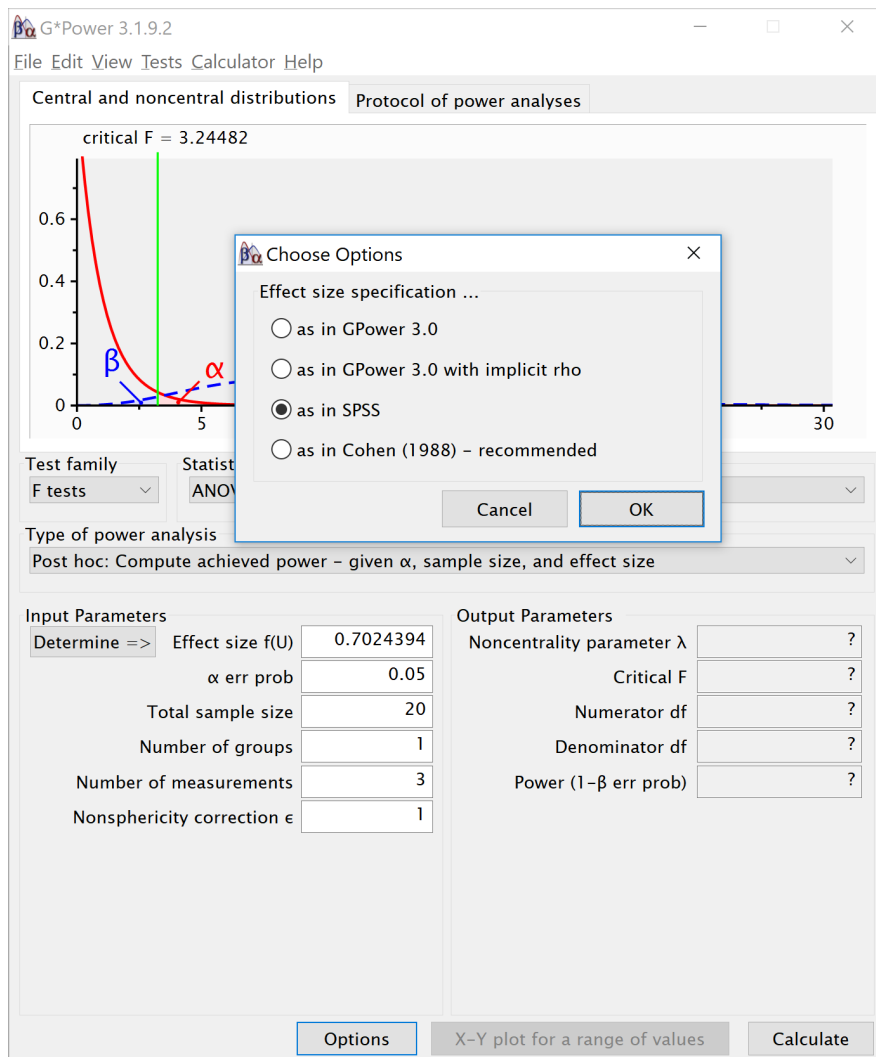 G*Power 3.1.9.2
File Edit View Tests Calculator Help
Central and noncentral distributions Protocol of power analyses
critical F = 3.24482
0.6
0.4
0.2
0
β
α
0 5 30
βα Choose Options
Effect size specification ...
as in GPower 3.0
as in GPower 3.0 with implicit rho
as in SPSS
as in Cohen (1988) – recommended
Cancel OK
Test family Statist
F tests ANOV
Type of power analysis
Post hoc: Compute achieved power – given α, sample size, and effect size
Input Parameters Output Parameters
Determine => Effect size f(U) 0.7024394 Noncentrality parameter λ ?
α err prob 0.05 Critical F ?
Total sample size 20 Numerator df ?
Number of groups 1 Denominator df ?
Number of measurements 3 Power (1–β err prob) ?
Nonsphericity correction ϵ 1
Options X–Y plot for a range of values Calculate